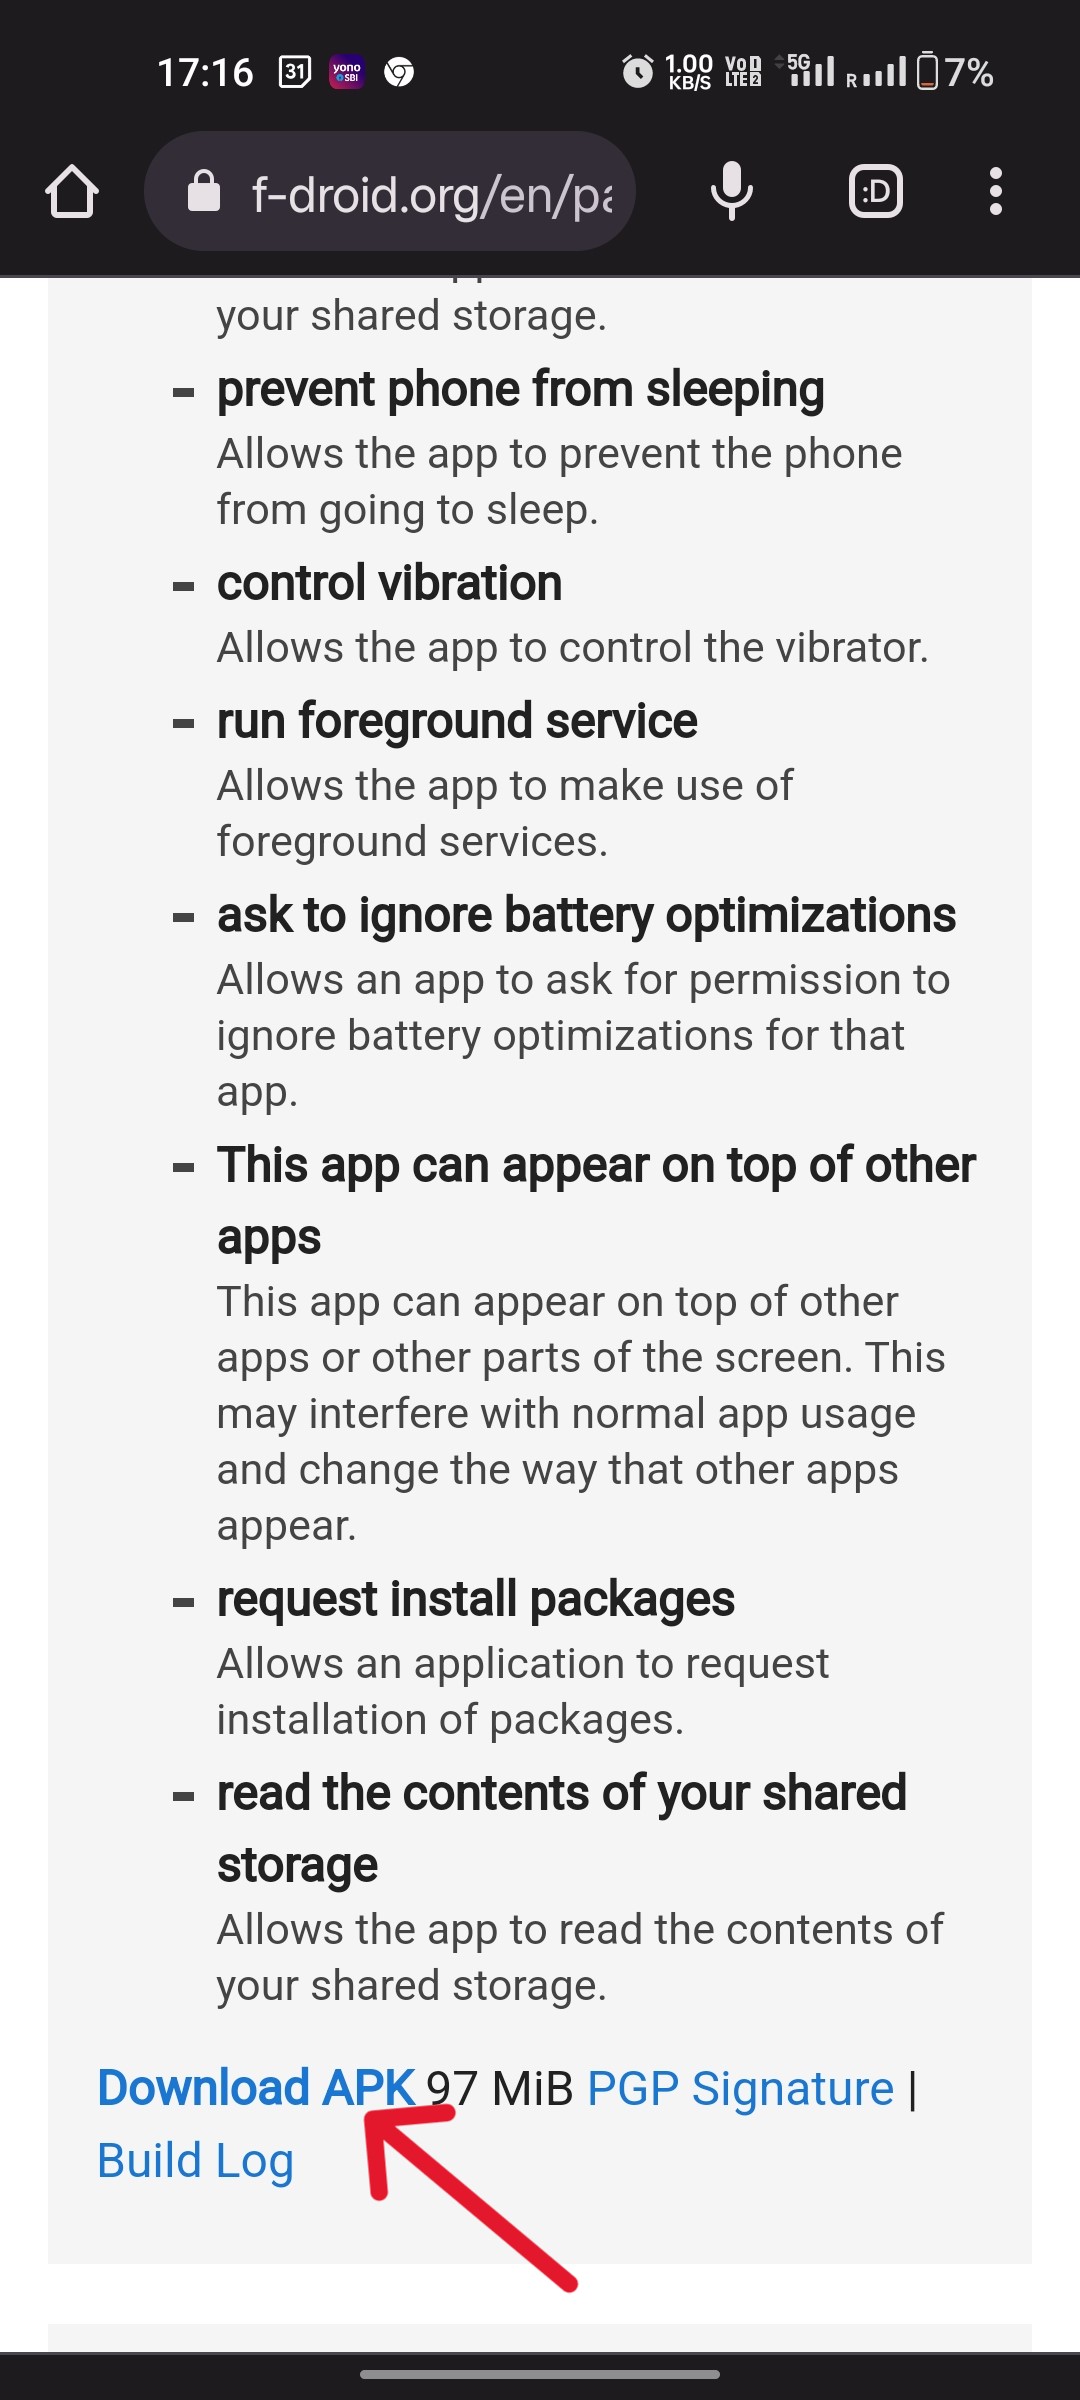 17:16 31 yono SBI 1.00 KB/S VoD 1 LTE 2 5G R 7%
f-droid.org/en/pa
:D
your shared storage.
- prevent phone from sleeping
Allows the app to prevent the phone
from going to sleep.
- control vibration
Allows the app to control the vibrator.
- run foreground service
Allows the app to make use of
foreground services.
- ask to ignore battery optimizations
Allows an app to ask for permission to
ignore battery optimizations for that
app.
- This app can appear on top of other
apps
This app can appear on top of other
apps or other parts of the screen. This
may interfere with normal app usage
and change the way that other apps
appear.
- request install packages
Allows an application to request
installation of packages.
- read the contents of your shared
storage
Allows the app to read the contents of
your shared storage.
Download APK 97 MiB PGP Signature |
Build Log